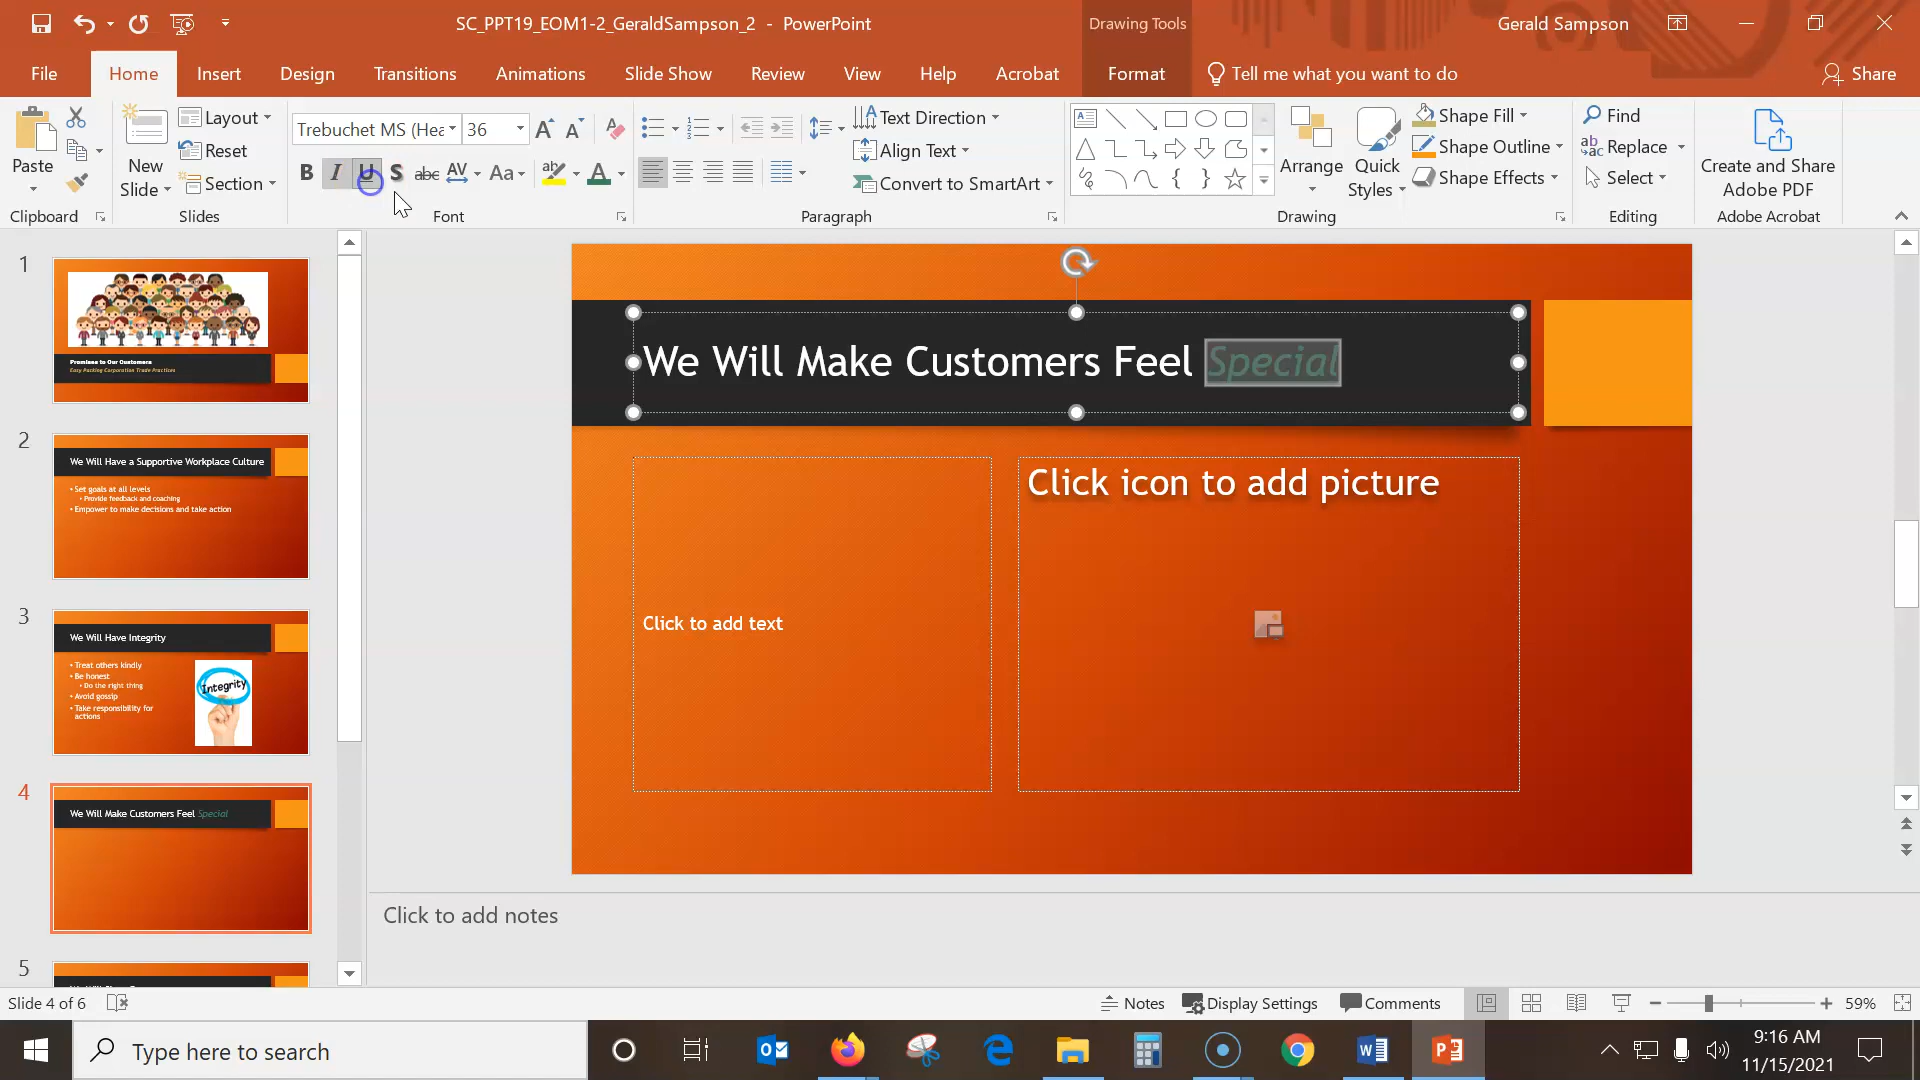 SC_PPT19_EOM1-2_GeraldSampson_2 - PowerPoint
Drawing Tools
Gerald Sampson
File Home Insert Design Transitions Animations Slide Show Review View Help Acrobat Format Tell me what you want to do Share
Paste
Clipboard
New Slide
Layout
Reset
Section
Slides
Trebuchet MS (Hea 36
B I U S abc AV Aa A
Font
Text Direction
Align Text
Convert to SmartArt
Paragraph
Arrange
Quick Styles
Shape Fill
Shape Outline
Shape Effects
Drawing
Find
Replace
Select
Editing
Create and Share Adobe PDF
Adobe Acrobat
1
Promises to Our Customers
Easy Packing Corporation Trade Practices
2
We Will Have a Supportive Workplace Culture
• Set goals at all levels
• Provide feedback and coaching
• Empower to make decisions and take action
3
We Will Have Integrity
• Treat others kindly
• Be honest
• Do the right thing
• Avoid gossip
• Take responsibility for
actions
Integrity
4
We Will Make Customers Feel Special
5
We Will Make Customers Feel Special
Click to add text
Click icon to add picture
Click to add notes
Slide 4 of 6
Notes Display Settings Comments 59%
Type here to search
9:16 AM
11/15/2021